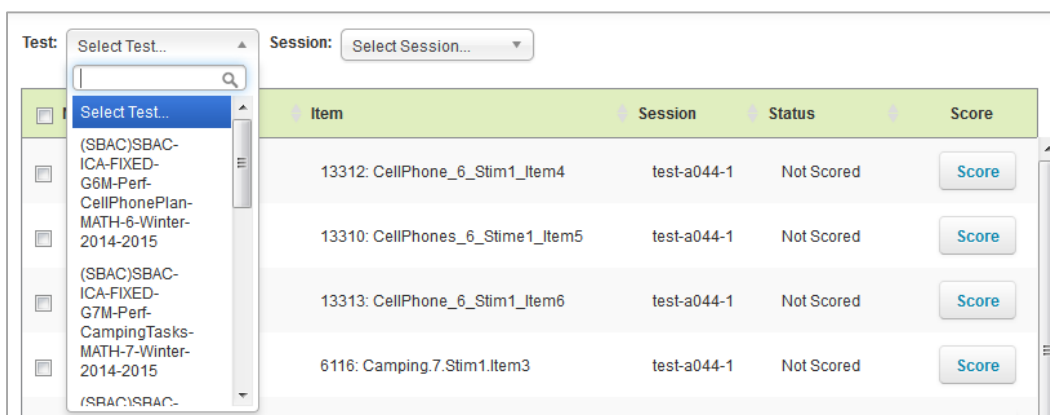 Test: Select Test... Session: Select Session...
Select Test...
Item Session Status Score
(SBAC)SBAC-
ICA-FIXED-
G6M-Perf-
CellPhonePlan-
MATH-6-Winter-
2014-2015
13312: CellPhone_6_Stim1_Item4 test-a044-1 Not Scored Score
13310: CellPhones_6_Stime1_Item5 test-a044-1 Not Scored Score
(SBAC)SBAC-
ICA-FIXED-
G7M-Perf-
CampingTasks-
MATH-7-Winter-
2014-2015
13313: CellPhone_6_Stim1_Item6 test-a044-1 Not Scored Score
6116: Camping.7.Stim1.Item3 test-a044-1 Not Scored Score
(SBAC)SBAC-